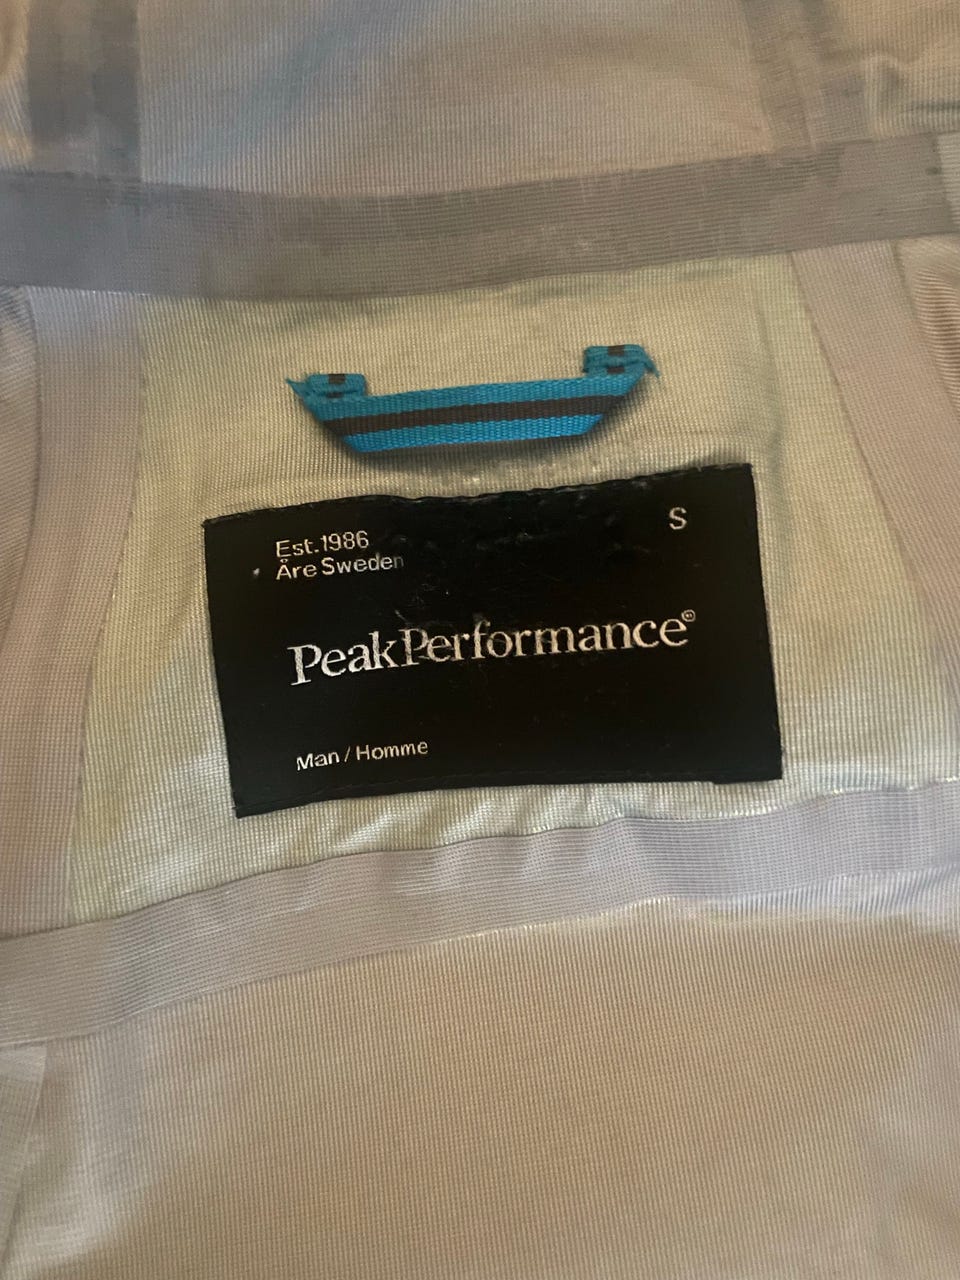 Est.1986
S
Åre Sweden
PeakPerformance®
Man / Homme